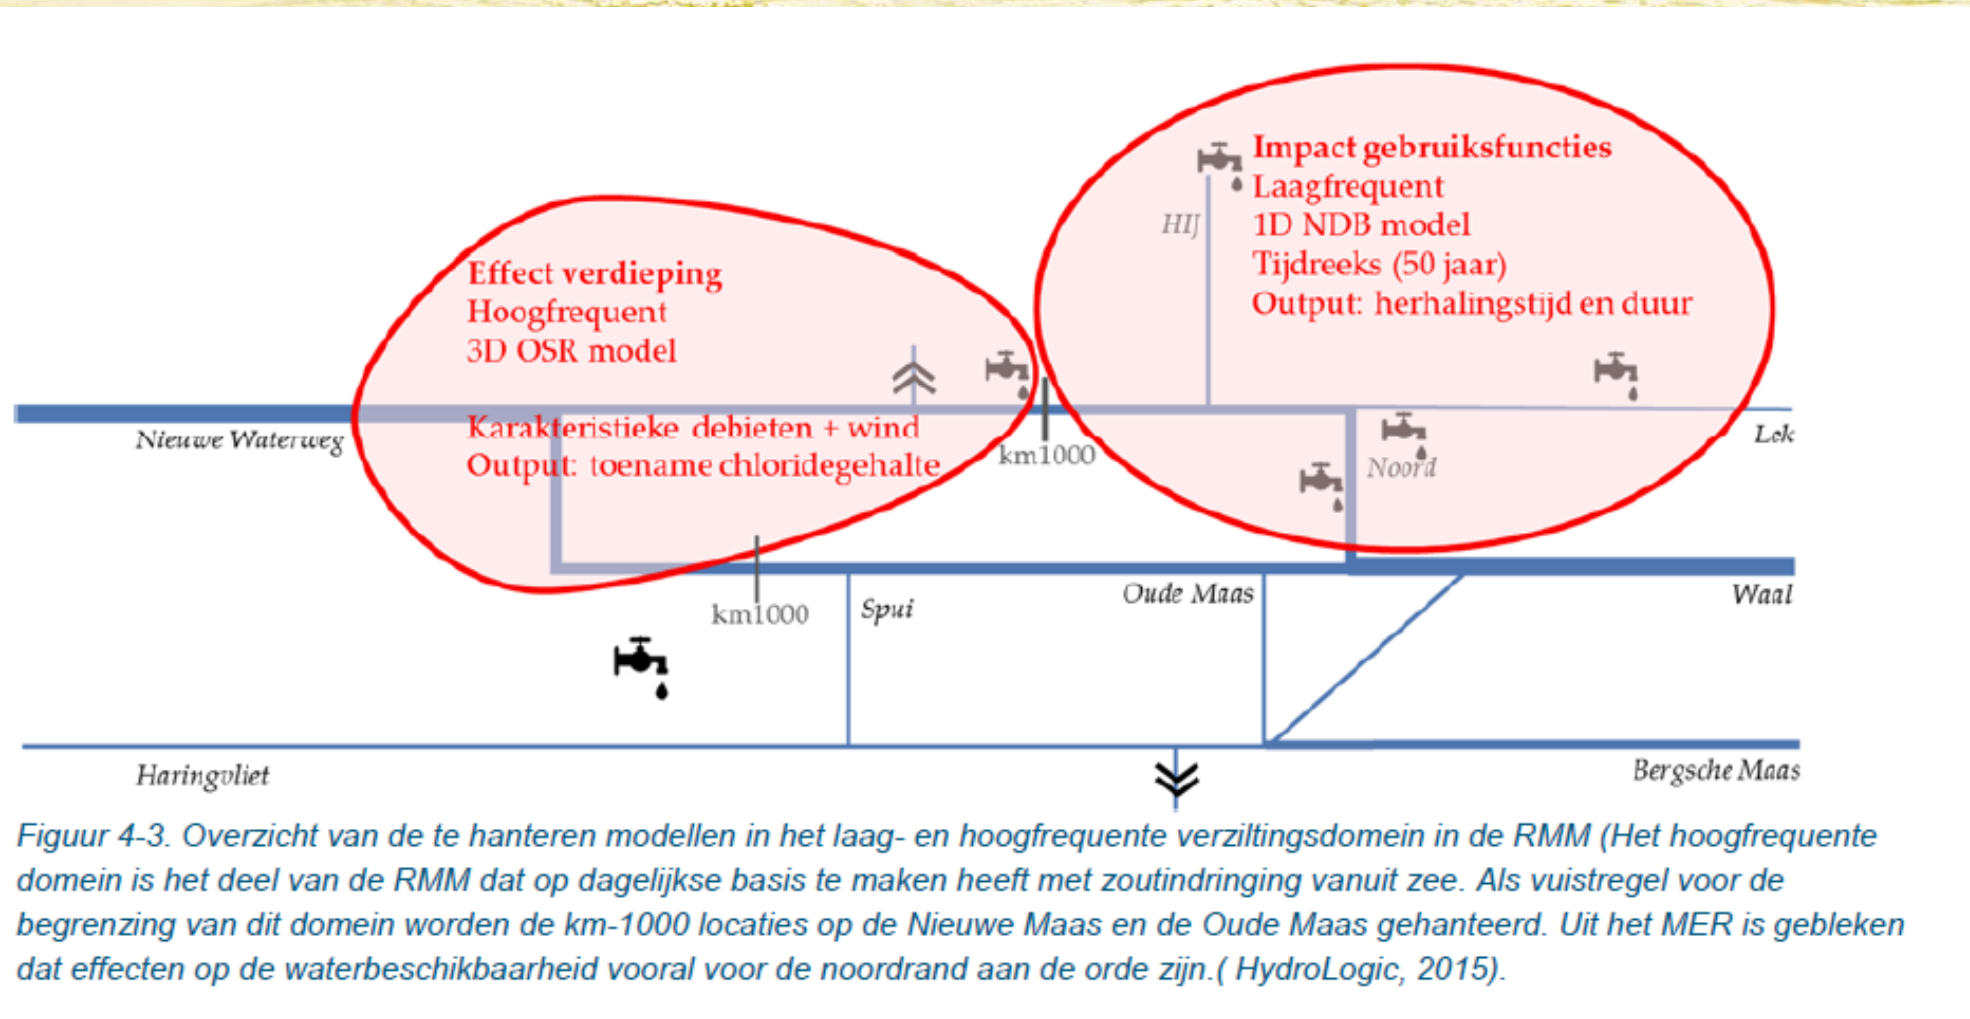 Impact gebruiksfuncties
Laagfrequent
1D NDB model
Tijdreeks (50 jaar)
Output: herhalingstijd en duur
HIJ
Effect verdieping
Hoogfrequent
3D OSR model
Karakteristieke debieten + wind
Output: toename chloridegehalte
Nieuwe Waterweg
km1000
Noord
Lek
km1000
Spui
Oude Maas
Waal
Haringvliet
Bergsche Maas
Figuur 4-3. Overzicht van de te hanteren modellen in het laag- en hoogfrequente verziltingsdomein in de RMM (Het hoogfrequente
domein is het deel van de RMM dat op dagelijkse basis te maken heeft met zoutindringing vanuit zee. Als vuistregel voor de
begrenzing van dit domein worden de km-1000 locaties op de Nieuwe Maas en de Oude Maas gehanteerd. Uit het MER is gebleken
dat effecten op de waterbeschikbaarheid vooral voor de noordrand aan de orde zijn.( HydroLogic, 2015).